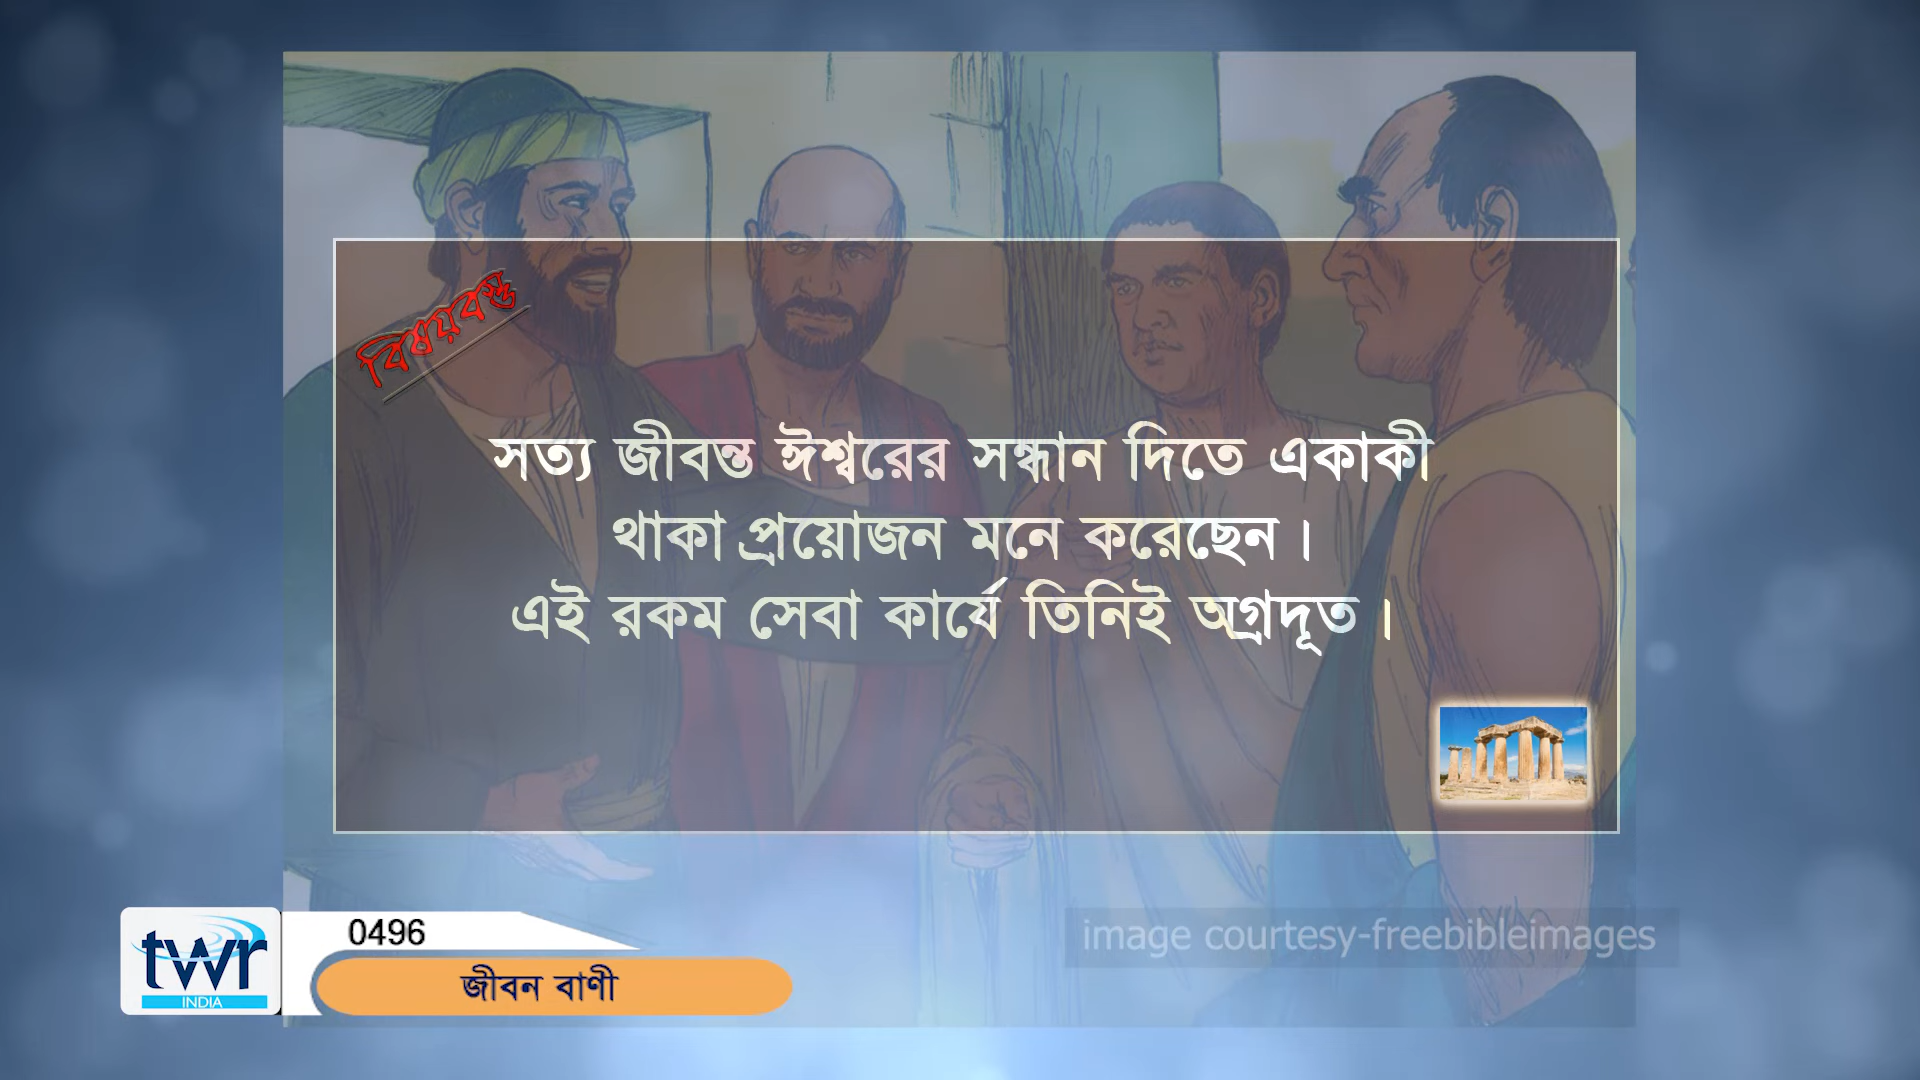 বিষয়বস্তু
সত্য জীবন্ত ঈশ্বরের সন্ধান দিতে একাকী
থাকা প্রয়োজন মনে করেছেন।
এই রকম সেবা কার্যে তিনিই অগ্রদূত।
image courtesy-freebibleimages
0496
twr
INDIA
জীবন বাণী